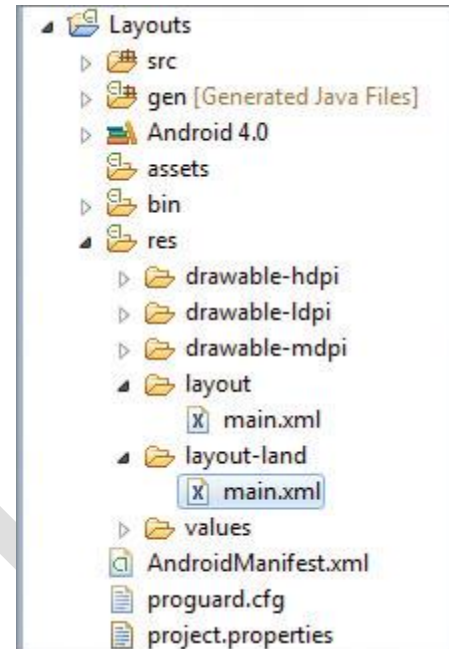 Layouts
src
gen [Generated Java Files]
Android 4.0
assets
bin
res
drawable-hdpi
drawable-ldpi
drawable-mdpi
layout
main.xml
layout-land
main.xml
values
AndroidManifest.xml
proguard.cfg
project.properties